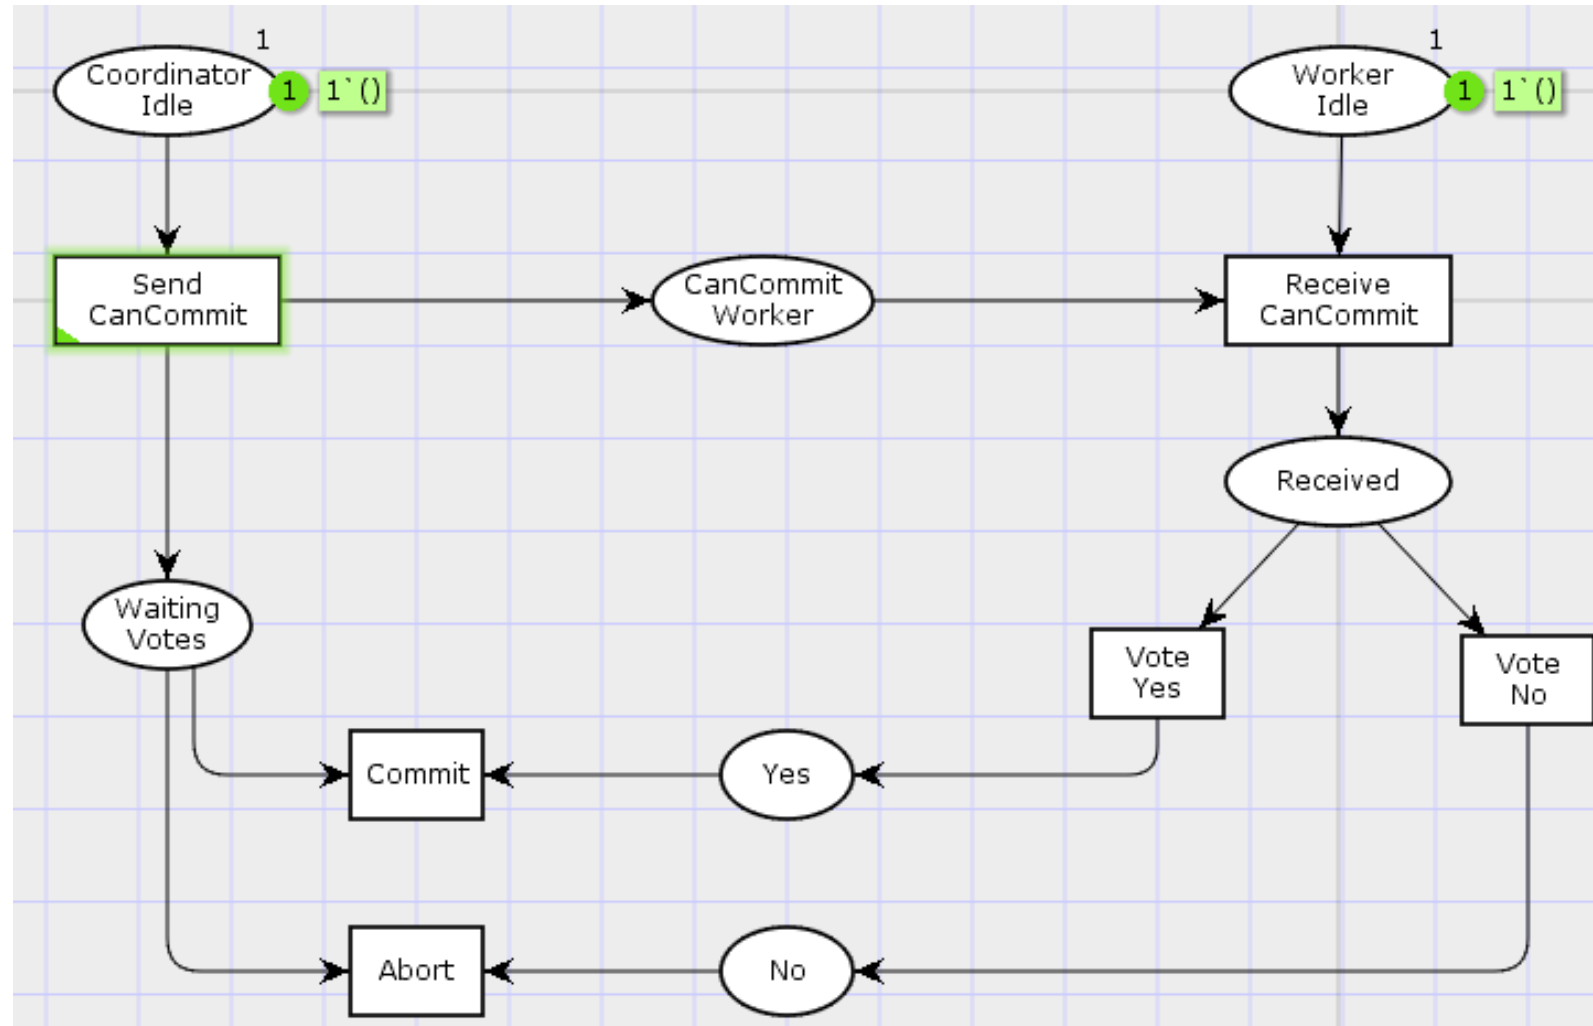 1
Coordinator
Idle
1
1`()
1
Worker
Idle
1
1`()
Send
CanCommit
CanCommit
Worker
Receive
CanCommit
Received
Waiting
Votes
Vote
Yes
Vote
No
Commit
Yes
Abort
No